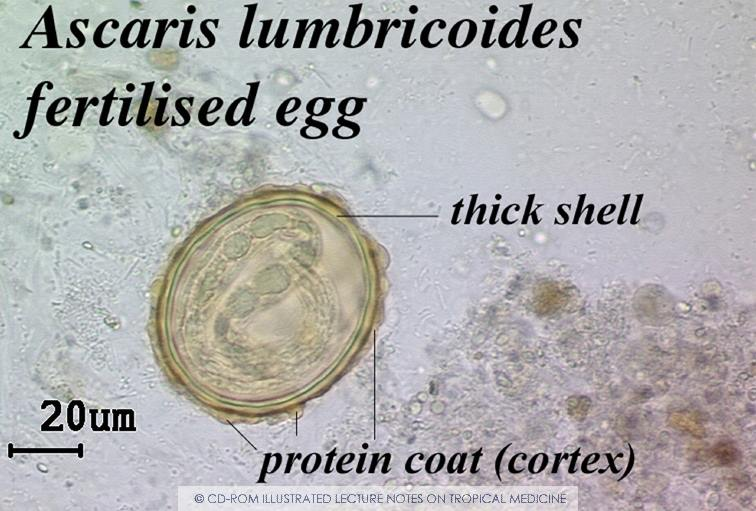 Ascaris lumbricoides
fertilised egg
thick shell
20um
protein coat (cortex)
© CD-ROM ILLUSTRATED LECTURE NOTES ON TROPICAL MEDICINE